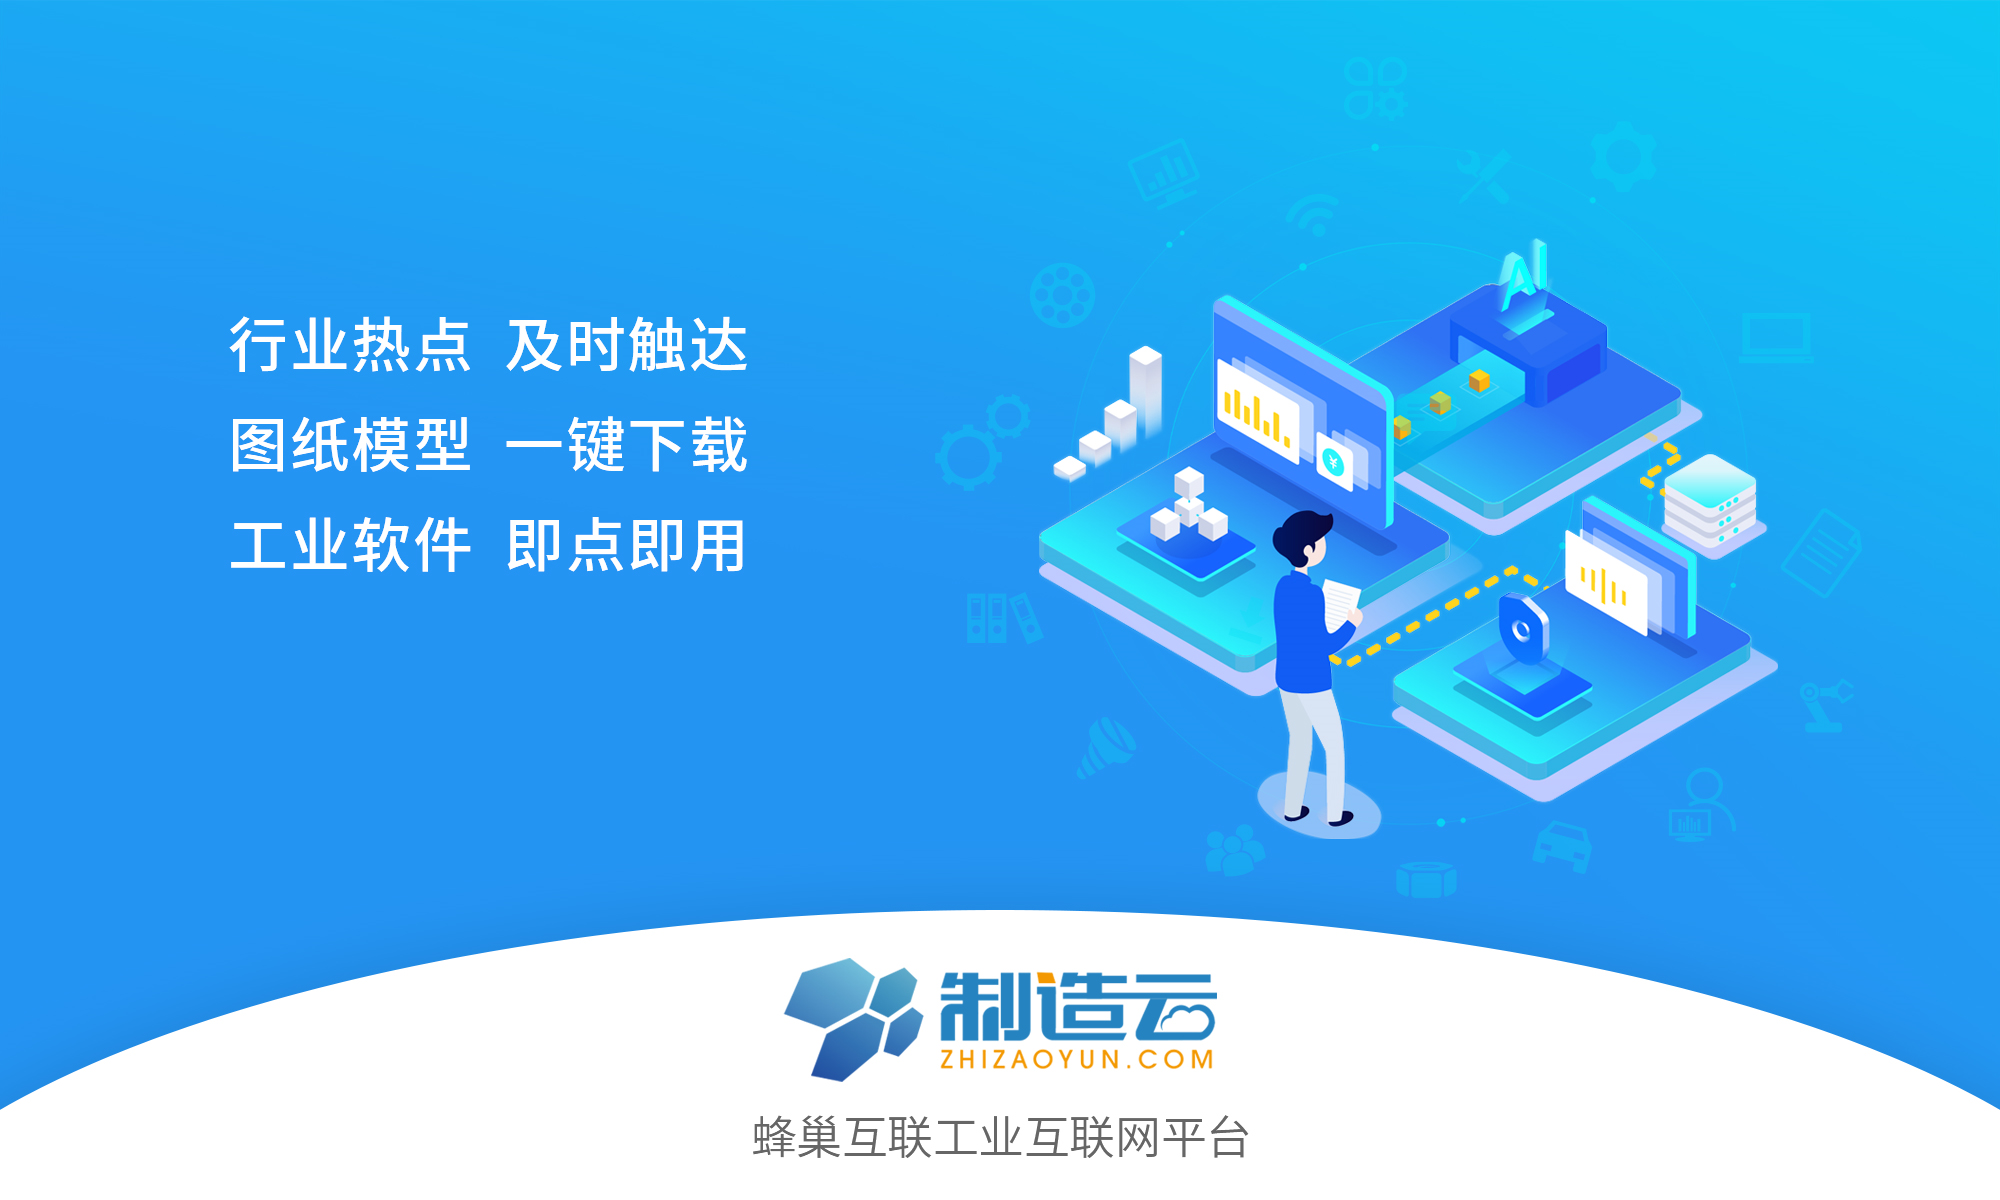 行业热点 及时触达
图纸模型 一键下载
工业软件 即点即用
AI
¥
制造云
ZHIZAOYUN.COM
蜂巢互联工业互联网平台